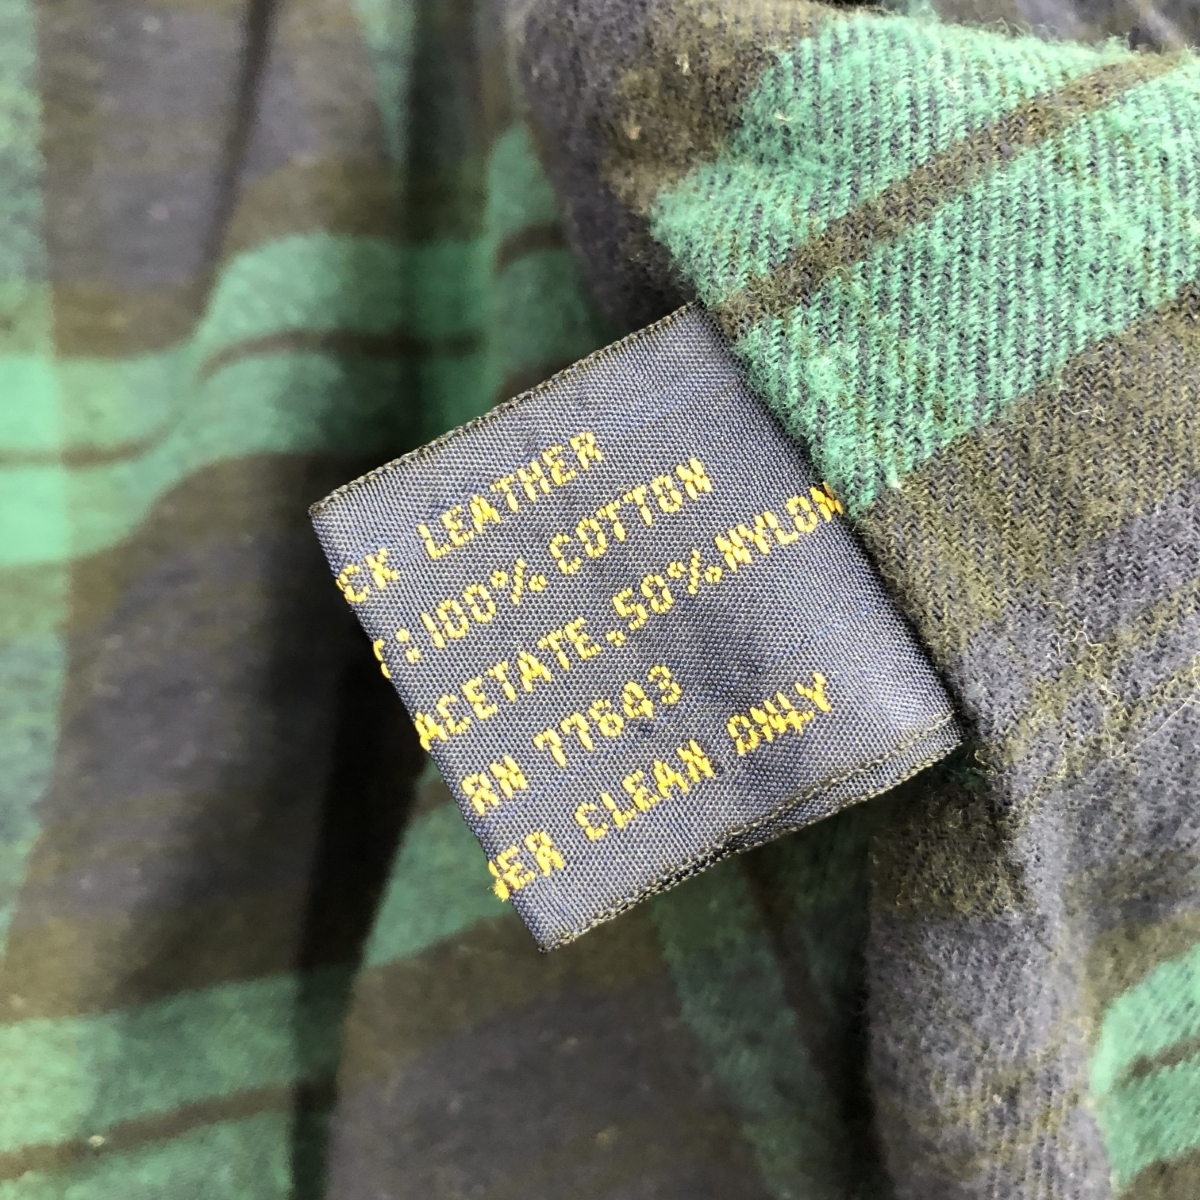 CK LEATHER
: 100% COTTON
ACETATE, 50% NYLON
RN 77643
ER CLEAN ONLY